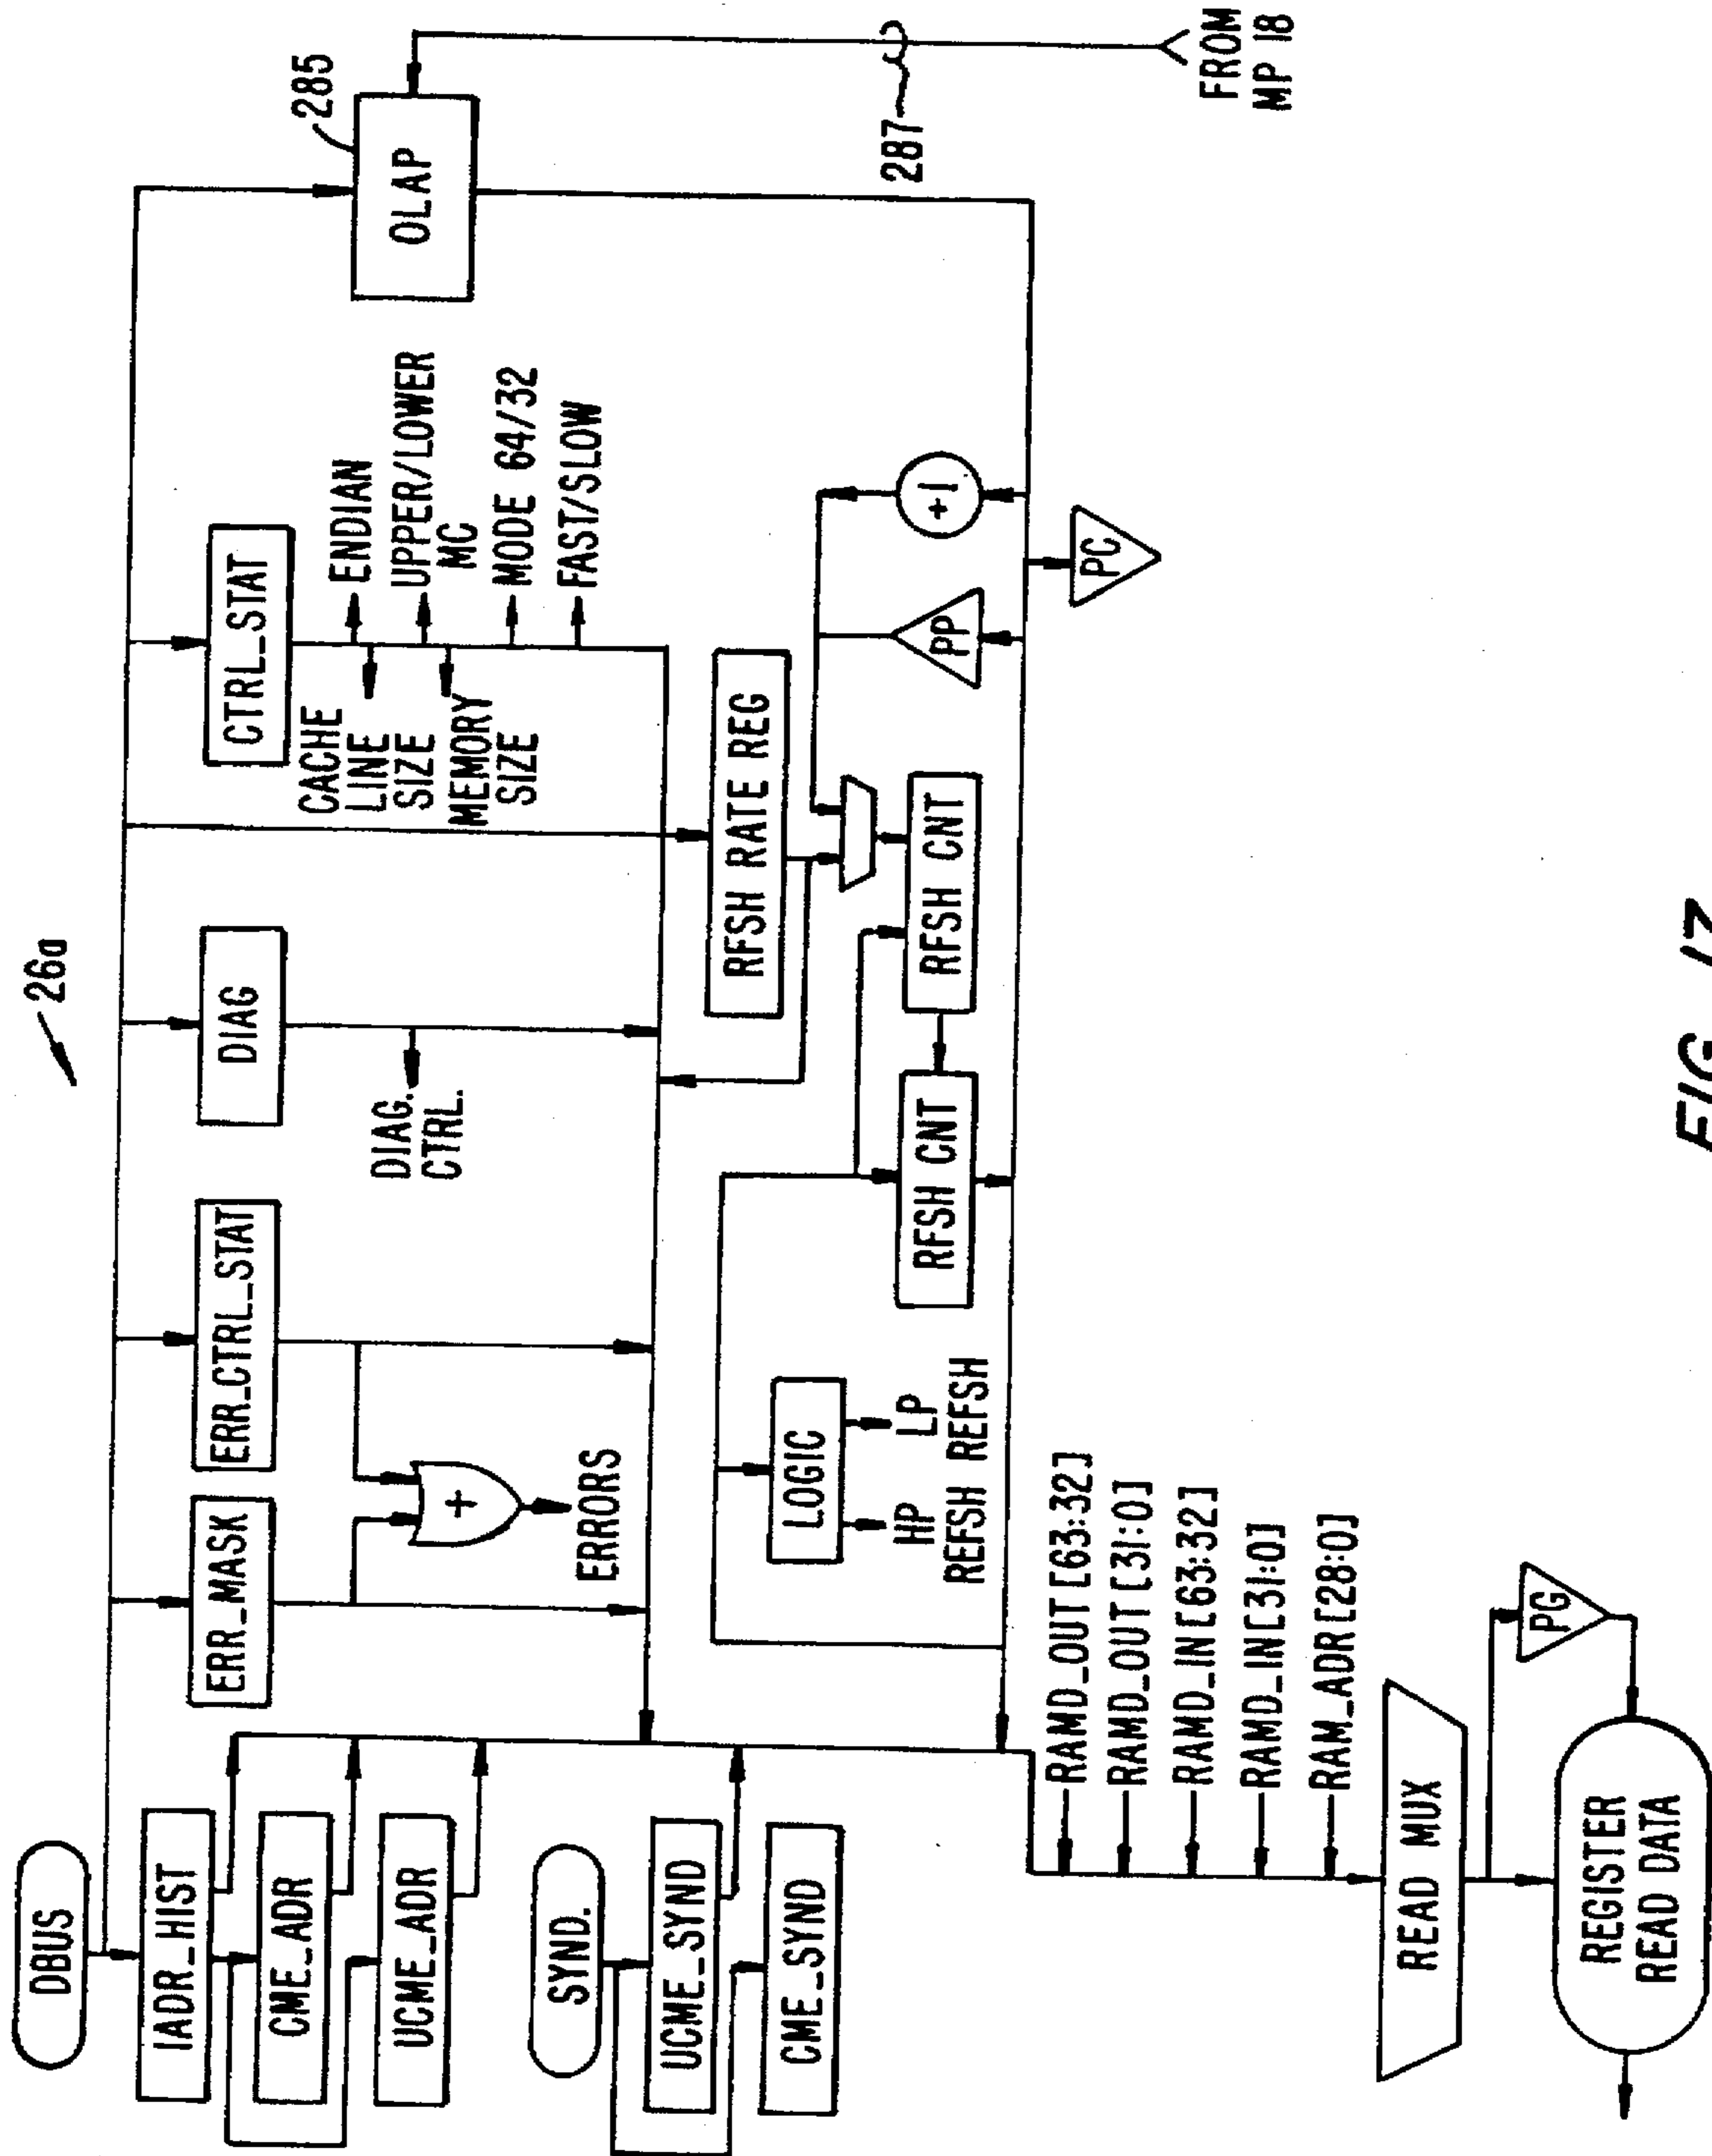 26a
DBUS
IADR_HIST
CME_ADR
UCME_ADR
SYND.
UCME_SYND
CME_SYND
ERR_MASK
ERR_CTRL_STAT
+
ERRORS
DIAG
DIAG.
CTRL.
CTRL_STAT
CACHE
LINE
SIZE
MEMORY
SIZE
ENDIAN
UPPER/LOWER
MC
MODE 64/32
FAST/SLOW
OLAP
285
287
FROM
MP 18
RFSH RATE REG
RFSH CNT
RFSH CNT
PP
+1
PC
LOGIC
HP
REFSH
LP
REFSH
RAMD_OUT[63:32]
RAMD_OUT[31:0]
RAMD_IN[63:32]
RAMD_IN[31:0]
RAM_ADR[28:0]
READ MUX
PG
REGISTER
READ DATA